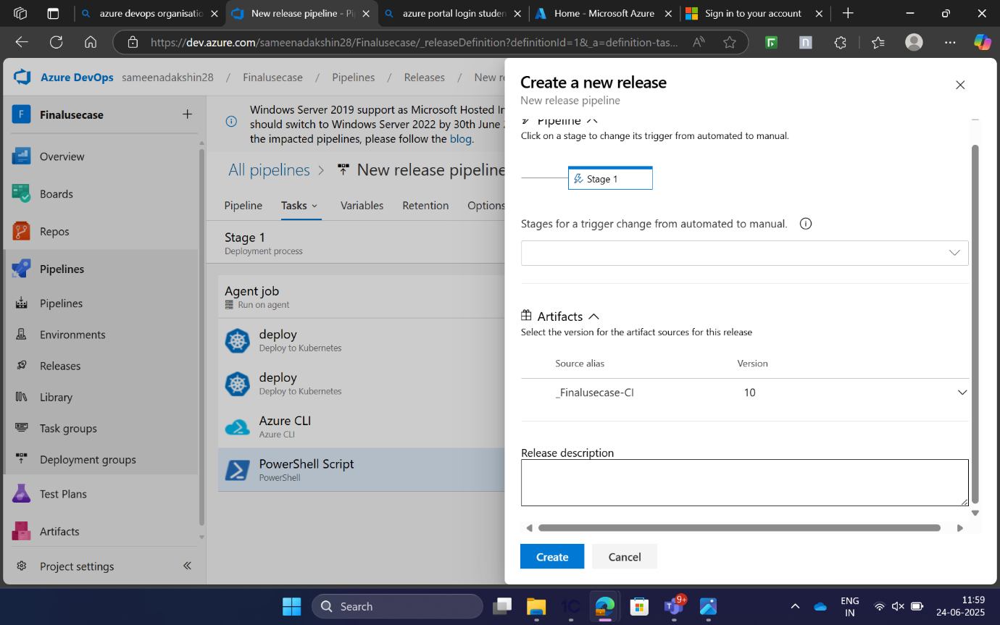 azure devops organisatio
New release pipeline - Pi
azure portal login studen
Home - Microsoft Azure
Sign in to your account
https://dev.azure.com/sameenadakshin28/Finalusecase/_releaseDefinition?definitionId=1&_a=definition-tas...
Azure DevOps sameenadakshin28 / Finalusecase / Pipelines / Releases / New re
F Finalusecase
Overview
Boards
Repos
Pipelines
Pipelines
Environments
Releases
Library
Task groups
Deployment groups
Test Plans
Artifacts
Project settings
Windows Server 2019 support as Microsoft Hosted In
should switch to Windows Server 2022 by 30th June
the impacted pipelines, please follow the blog.
All pipelines > New release pipeline
Pipeline Tasks Variables Retention Options
Stage 1
Deployment process
Agent job
Run on agent
deploy
Deploy to Kubernetes
deploy
Deploy to Kubernetes
Azure CLI
Azure CLI
PowerShell Script
PowerShell
Create a new release
New release pipeline
Pipeline
Click on a stage to change its trigger from automated to manual.
Stage 1
Stages for a trigger change from automated to manual.
Artifacts
Select the version for the artifact sources for this release
Source alias Version
_Finalusecase-CI 10
Release description
Create Cancel
Search
9+
ENG
IN
11:59
24-06-2025